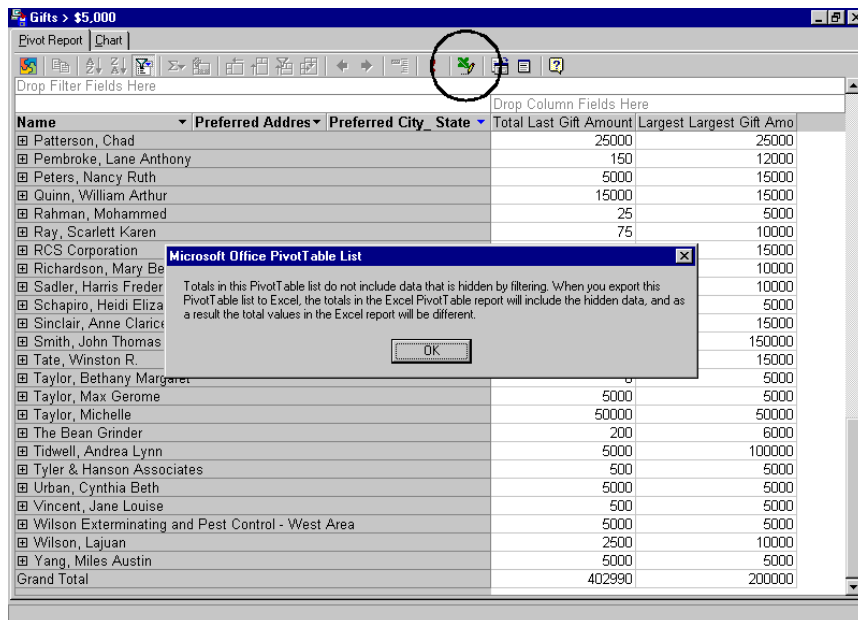 Gifts > $5,000
Pivot Report Chart
Drop Filter Fields Here
Drop Column Fields Here
Name Preferred Addres Preferred City_ State Total Last Gift Amount Largest Largest Gift Amo
Patterson, Chad 25000 25000
Pembroke, Lane Anthony 150 12000
Peters, Nancy Ruth 5000 15000
Quinn, William Arthur 15000 15000
Rahman, Mohammed 25 5000
Ray, Scarlett Karen 75 10000
RCS Corporation 15000
Richardson, Mary Be 10000
Sadler, Harris Freder 10000
Schapiro, Heidi Eliza 5000
Sinclair, Anne Clarice 15000
Smith, John Thomas 150000
Tate, Winston R. 15000
Microsoft Office PivotTable List
Totals in this PivotTable list do not include data that is hidden by filtering. When you export this
PivotTable list to Excel, the totals in the Excel PivotTable report will include the hidden data, and as
a result the total values in the Excel report will be different.
OK
Taylor, Bethany Margaret 5000
Taylor, Max Gerome 5000 5000
Taylor, Michelle 50000 50000
The Bean Grinder 200 6000
Tidwell, Andrea Lynn 5000 100000
Tyler & Hanson Associates 500 5000
Urban, Cynthia Beth 5000 5000
Vincent, Jane Louise 500 5000
Wilson Exterminating and Pest Control - West Area 5000 5000
Wilson, Lajuan 2500 10000
Yang, Miles Austin 5000 5000
Grand Total 402990 200000